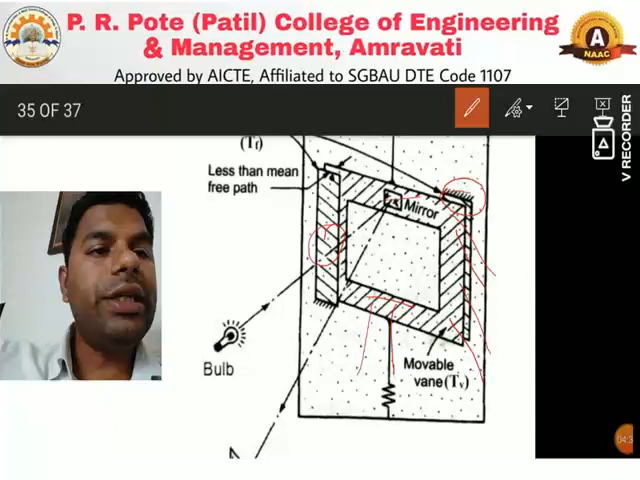 P. R. Pote (Patil) College of Engineering
& Management, Amravati
Approved by AICTE, Affiliated to SGBAU DTE Code 1107
A
NAAC
35 OF 37
V RECORDER
(Tf)
Less than mean
free path
Mirror
Bulb
Movable
vane (Tv)